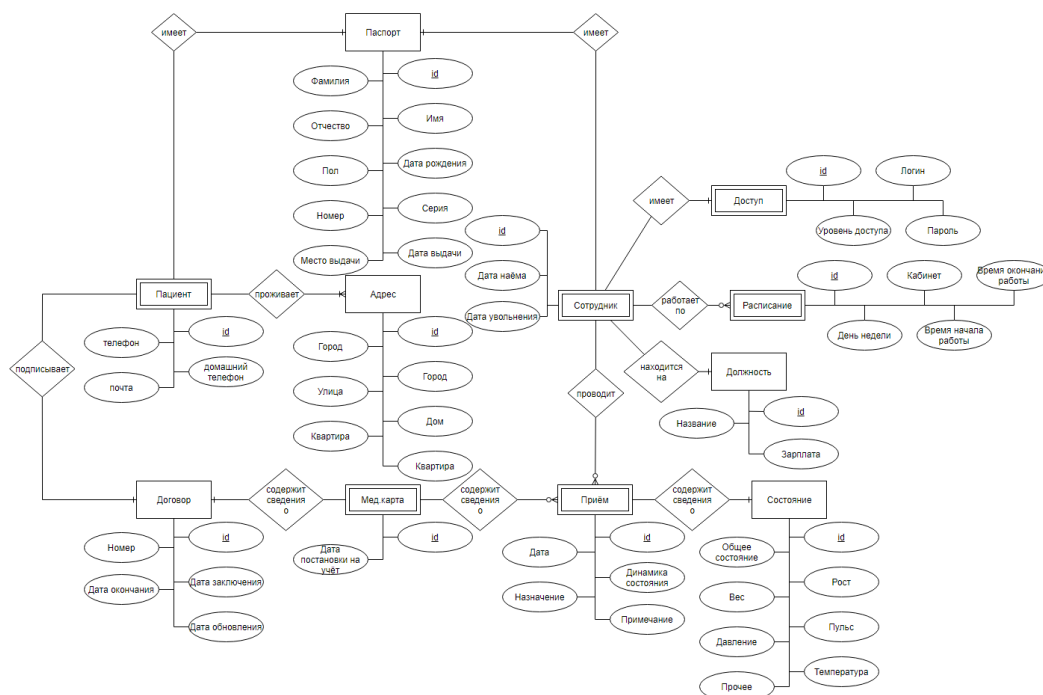 имеет
Паспорт
имеет
Фамилия
id
Отчество
Имя
Пол
Дата рождения
Номер
Серия
Место выдачи
Дата выдачи
имеет
Доступ
id
Логин
Уровень доступа
Пароль
id
Дата наёма
Дата увольнения
Пациент
проживает
Адрес
Сотрудник
работает
по
Расписание
id
Кабинет
Время окончани
работы
День недели
Время начала
работы
подписывает
телефон
id
почта
домашний
телефон
Город
id
Улица
Город
Квартира
Дом
Квартира
проводит
находится
на
Должность
Название
id
Зарплата
Договор
содержит
сведения
о
Мед.карта
содержит
сведения
о
Приём
содержит
сведения
о
Состояние
Номер
id
Дата окончания
Дата заключения
Дата обновления
Дата
постановки на
учёт
id
Дата
id
Назначение
Динамика
состояния
Примечание
Общее
состояние
id
Вес
Рост
Давление
Пульс
Прочее
Температура